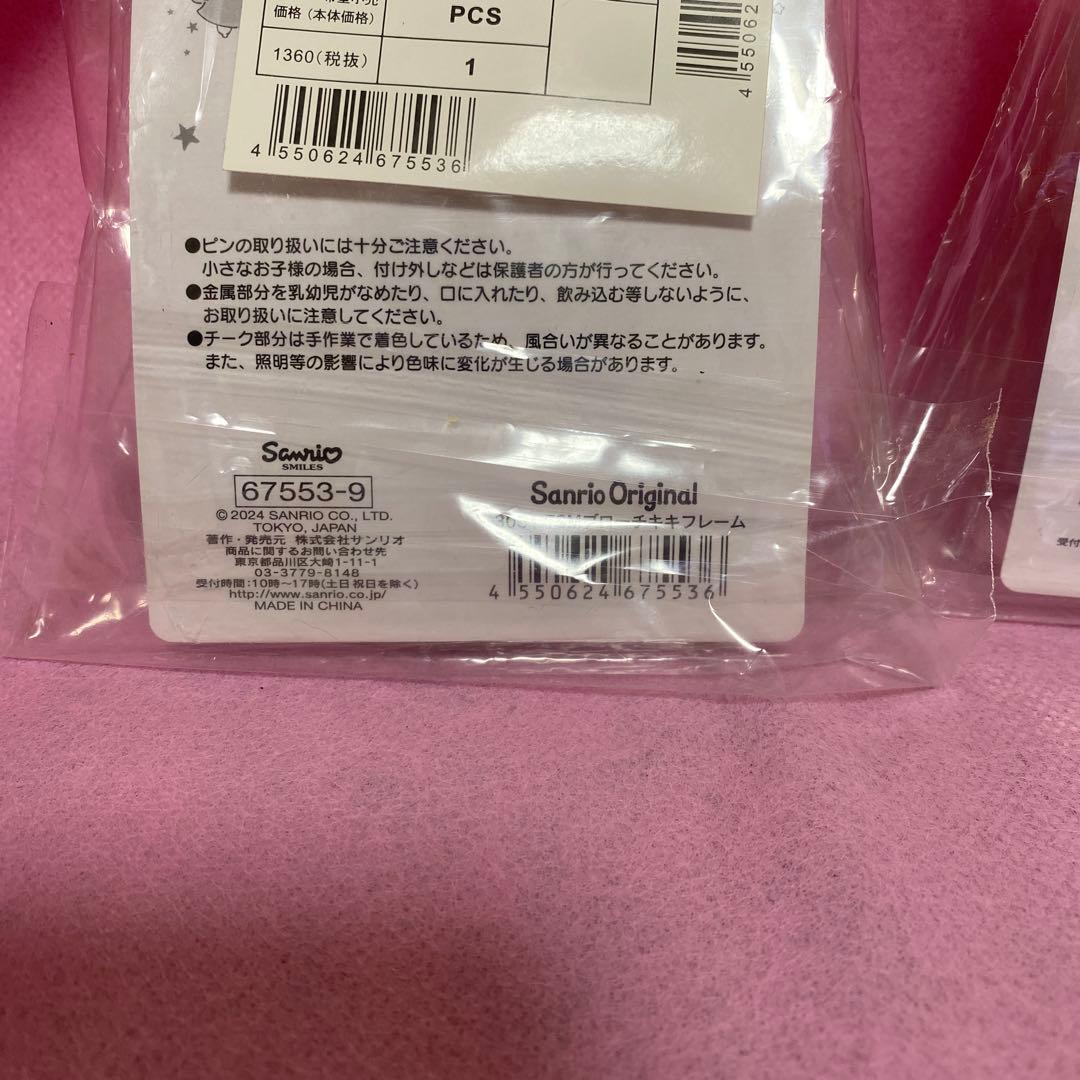 価格（本体価格）
PCS
1360(税抜)
1
4 550624 675536
4 55062
●ピンの取り扱いには十分ご注意ください。
小さなお子様の場合、付け外しなどは保護者の方が行ってください。
●金属部分を乳幼児がなめたり、口に入れたり、飲み込む等しないように、
お取り扱いに注意してください。
●チーク部分は手作業で着色しているため、風合いが異なることがあります。
また、照明等の影響により色味に変化が生じる場合があります。
Sanrio
SMILES
67553-9
© 2024 SANRIO CO., LTD.
TOKYO, JAPAN
著作・発売元 株式会社サンリオ
商品に関するお問い合わせ先
東京都品川区大崎1-11-1
03-3779-8148
受付時間:10時～17時(土日 祝日を除く)
http://www.sanrio.co.jp/
MADE IN CHINA
Sanrio Original
ブローチキキフレーム
4 550624 675536
受付